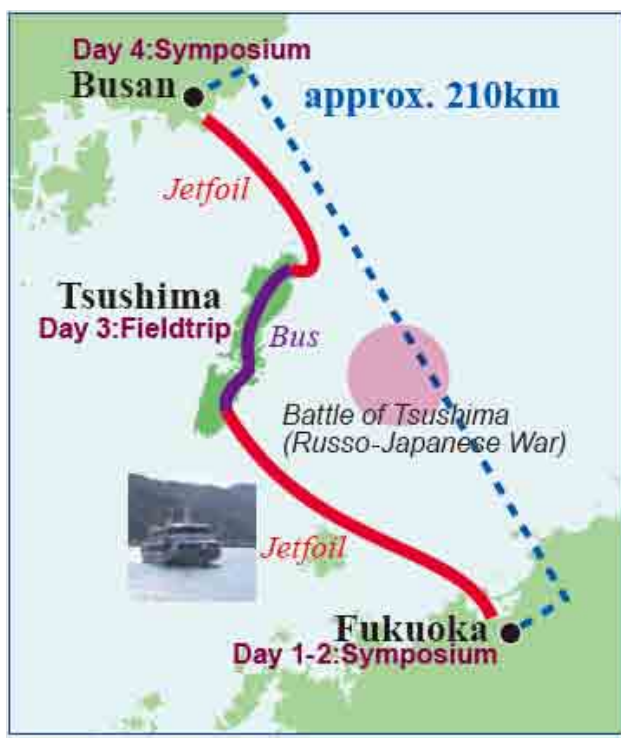 Day 4:Symposium
Busan
approx. 210km
Jetfoil
Tsushima
Day 3:Fieldtrip
Bus
Battle of Tsushima
(Russo-Japanese War)
Jetfoil
Fukuoka
Day 1-2:Symposium